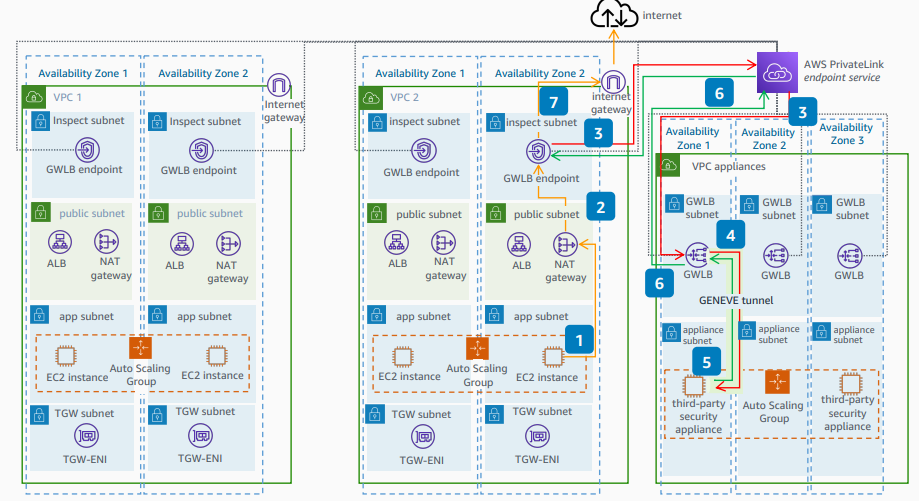 internet
Availability Zone 1
Availability Zone 2
VPC 1
Internet
gateway
Inspect subnet
Inspect subnet
GWLB endpoint
GWLB endpoint
public subnet
public subnet
ALB
NAT
gateway
ALB
NAT
gateway
app subnet
app subnet
EC2 instance
Auto Scaling
Group
EC2 instance
TGW subnet
TGW subnet
TGW-ENI
TGW-ENI
Availability Zone 1
Availability Zone 2
VPC 2
7
internet
gateway
inspect subnet
inspect subnet
3
GWLB endpoint
GWLB endpoint
2
public subnet
public subnet
ALB
NAT
gateway
ALB
NAT
gateway
app subnet
app subnet
1
EC2 instance
Auto Scaling
Group
EC2 instance
TGW subnet
TGW subnet
TGW-ENI
TGW-ENI
AWS PrivateLink
endpoint service
6
3
Availability
Zone 1
Availability
Zone 2
Availability
Zone 3
VPC appliances
GWLB
subnet
GWLB
subnet
GWLB
subnet
4
GWLB
GWLB
GWLB
6
GENEVE tunnel
appliance
subnet
appliance
subnet
appliance
subnet
5
third-party
security
appliance
Auto Scaling
Group
third-party
security
appliance